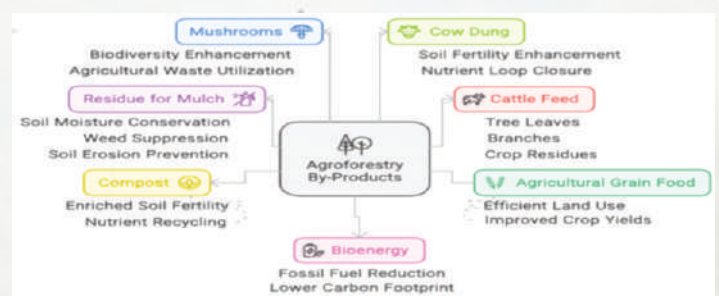 Mushrooms
Biodiversity Enhancement
Agricultural Waste Utilization
Residue for Mulch
Soil Moisture Conservation
Weed Suppression
Soil Erosion Prevention
Compost
Enriched Soil Fertility
Nutrient Recycling
Agroforestry
By-Products
Cow Dung
Soil Fertility Enhancement
Nutrient Loop Closure
Cattle Feed
Tree Leaves
Branches
Crop Residues
Agricultural Grain Food
Efficient Land Use
Improved Crop Yields
Bioenergy
Fossil Fuel Reduction
Lower Carbon Footprint